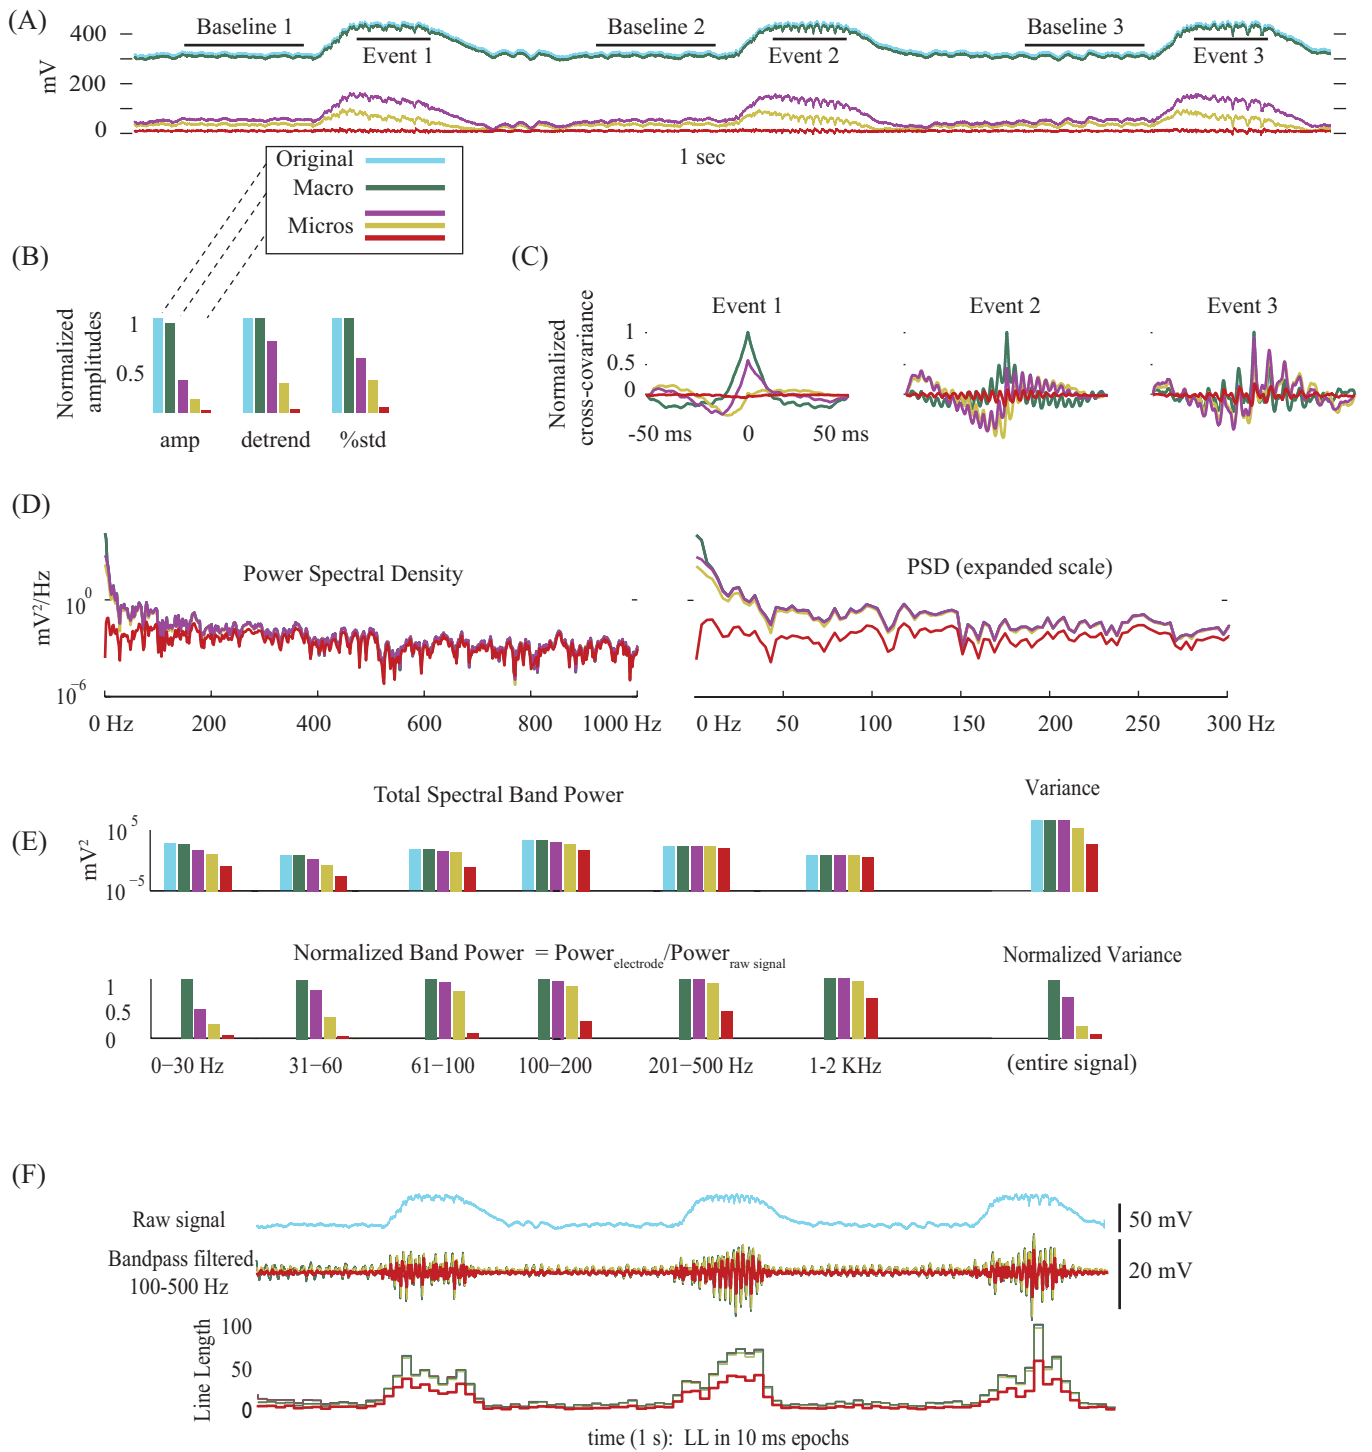 (A)
400
200
0
mV
Baseline 1
Baseline 2
Baseline 3
Event 1
Event 2
Event 3
1 sec
Original
Macro
Micros
(B)
Normalized
amplitudes
1
0.5
amp
detrend
%std
(C)
Normalized
cross-covariance
Event 1
Event 2
Event 3
1
0.5
0
-50 ms
0
50 ms
(D)
mV²/Hz
10⁰
10⁻⁶
Power Spectral Density
0 Hz
200
400
600
800
1000 Hz
PSD (expanded scale)
0 Hz
50
100
150
200
250
300 Hz
(E)
Total Spectral Band Power
Variance
mV²
10⁵
10⁻⁵
Normalized Band Power = Power electrode/Power raw signal
Normalized Variance
1
0.5
0
0–30 Hz
31–60
61–100
100–200
201–500 Hz
1-2 KHz
(entire signal)
(F)
Raw signal
50 mV
Bandpass filtered
100-500 Hz
20 mV
Line Length
100
50
0
time (1 s): LL in 10 ms epochs